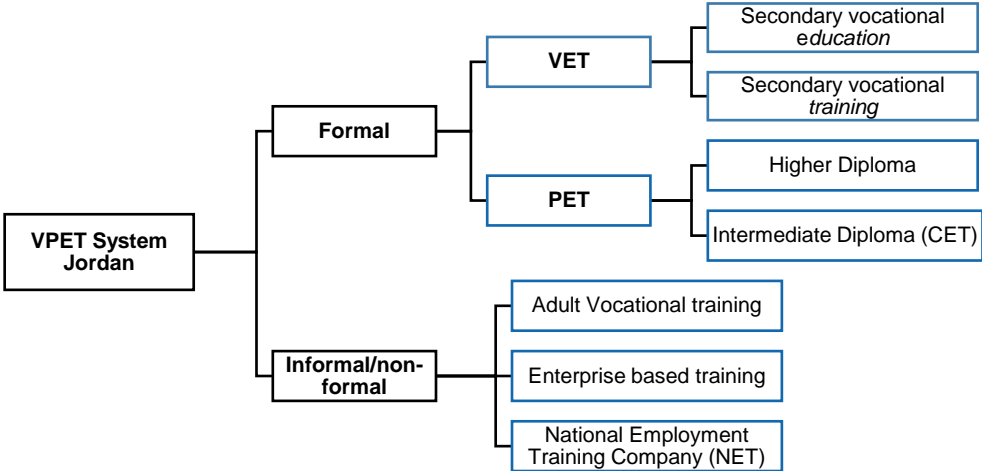 Secondary vocational
education
VET
Secondary vocational
training
Formal
Higher Diploma
PET
Intermediate Diploma (CET)
VPET System
Jordan
Adult Vocational training
Informal/non-
formal
Enterprise based training
National Employment
Training Company (NET)